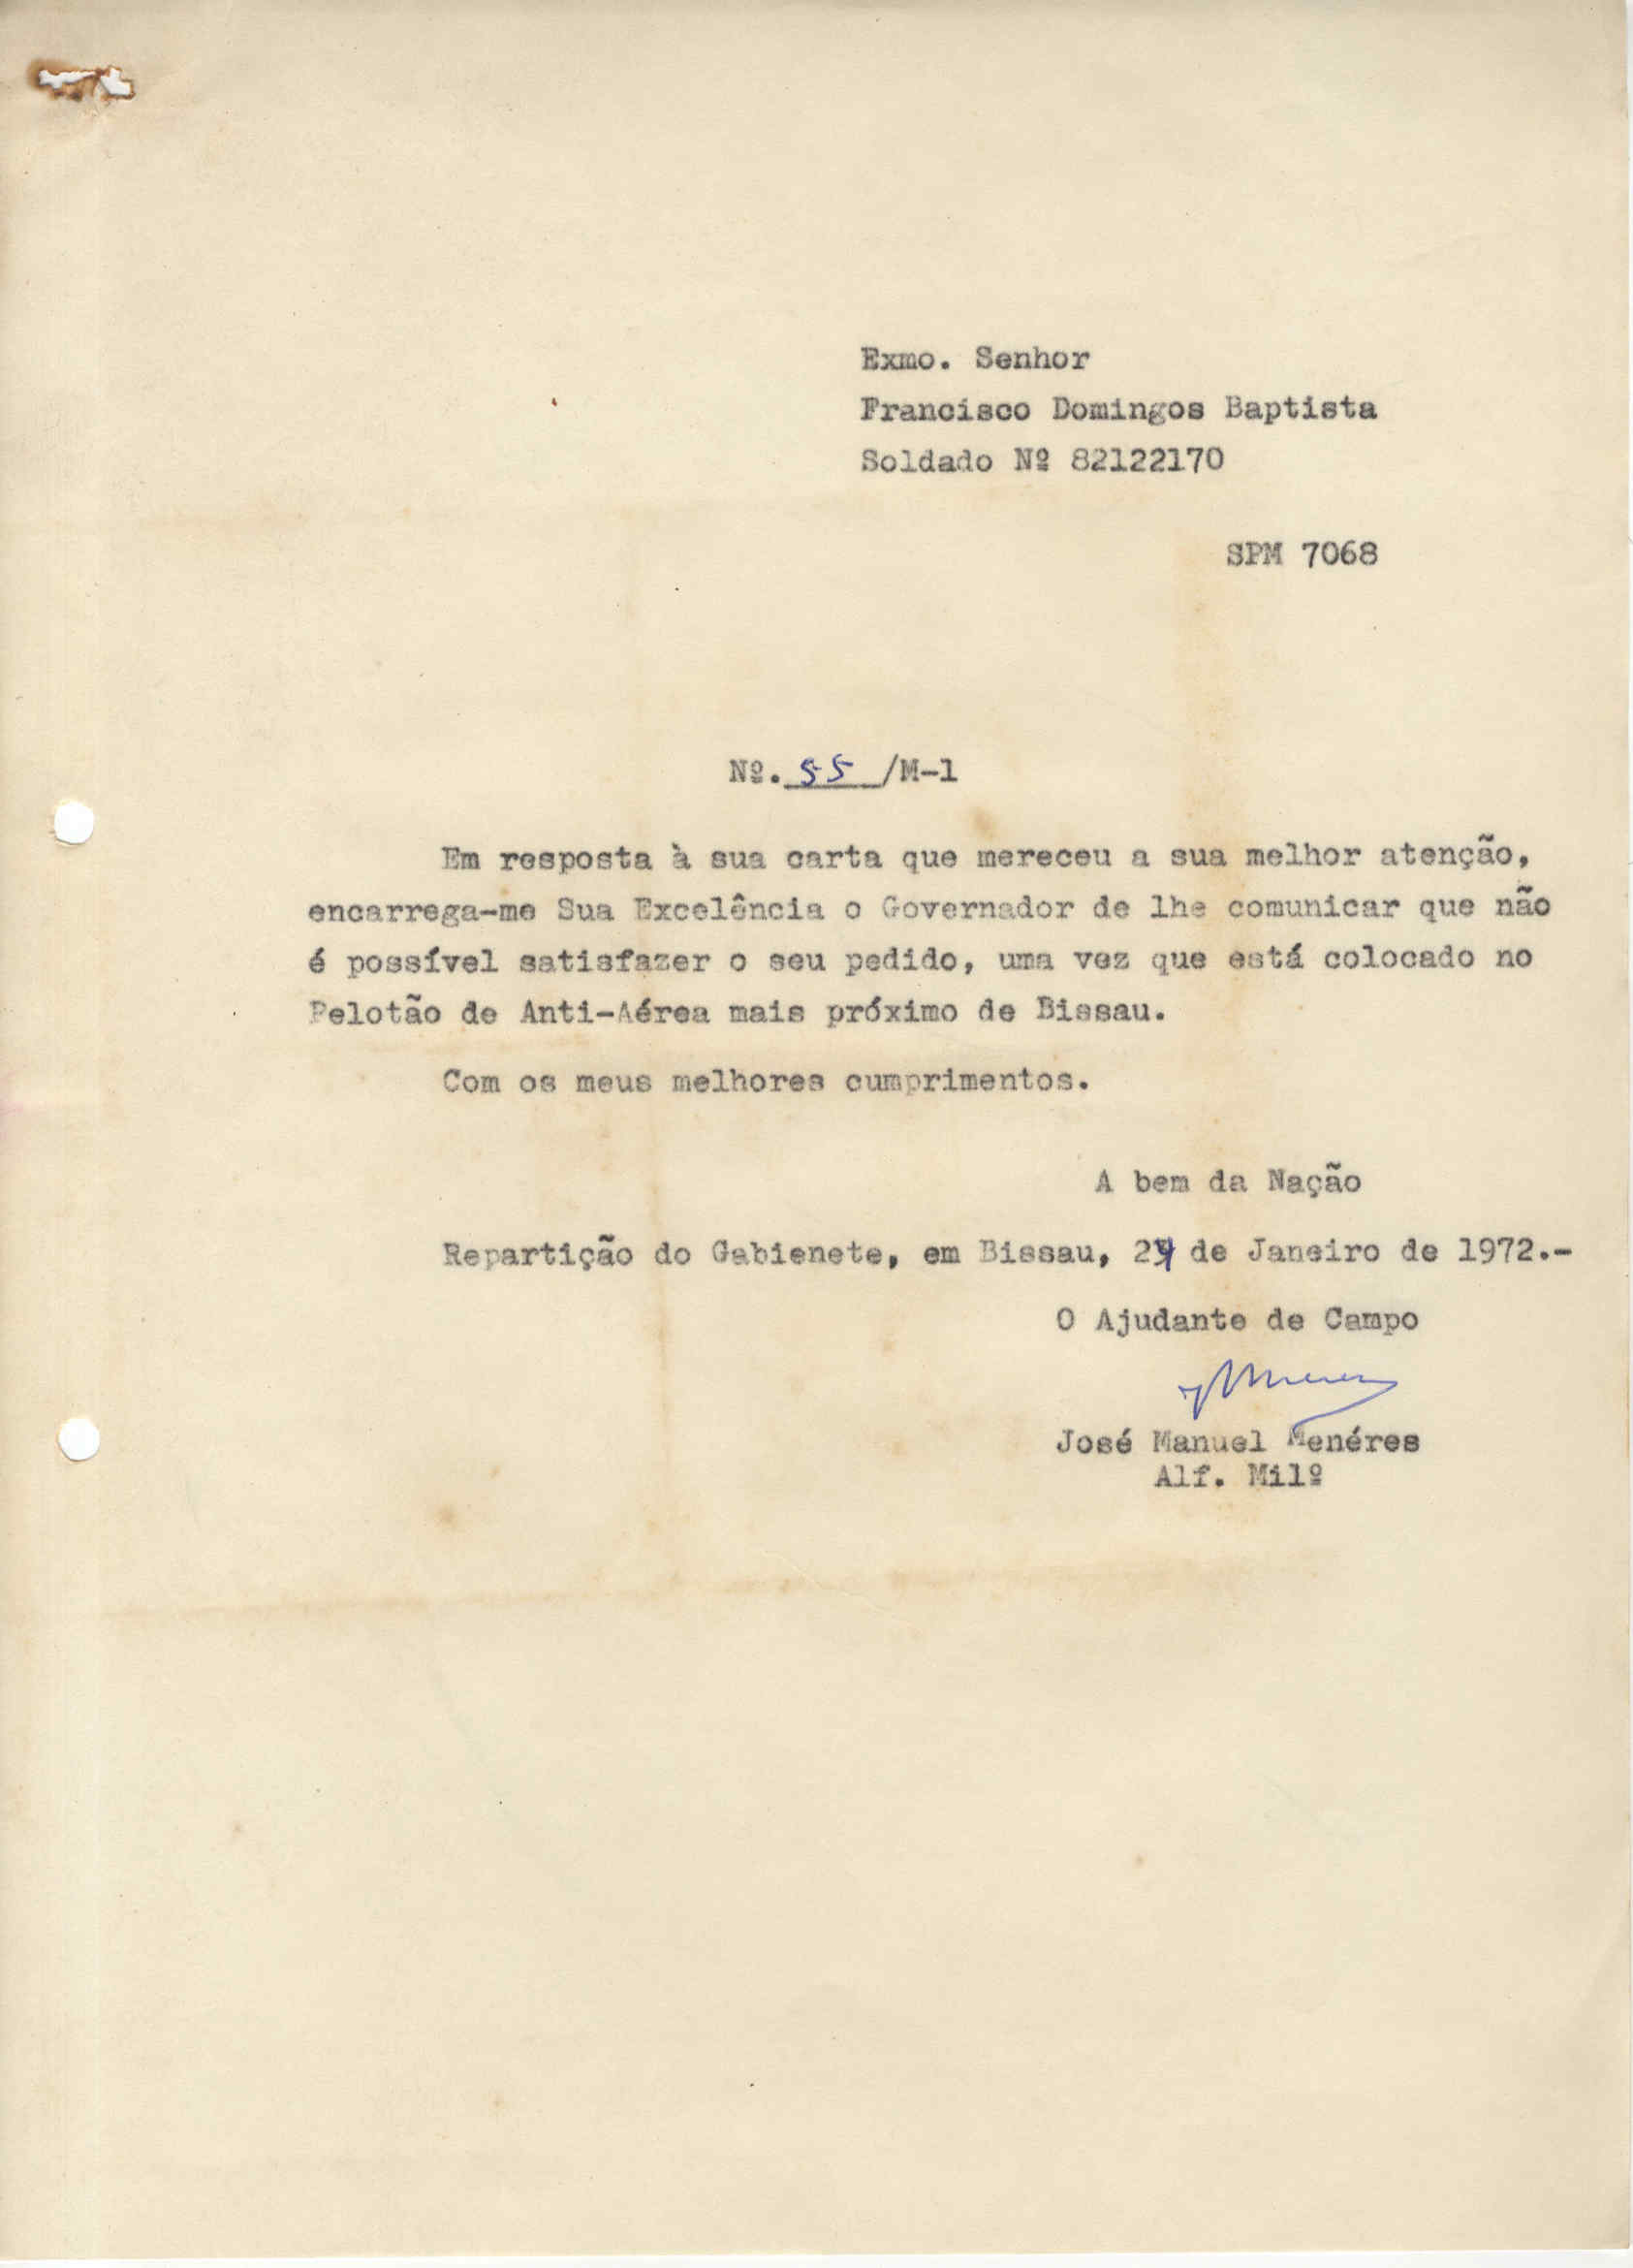 Exmo. Senhor
Francisco Domingos Baptista
Soldado Nº 82122170
SPM 7068
Nº. 55 /M-1
Em resposta à sua carta que mereceu a sua melhor atenção,
encarrega-me Sua Excelência o Governador de lhe comunicar que não
é possível satisfazer o seu pedido, uma vez que está colocado no
Pelotão de Anti-Aérea mais próximo de Bissau.
Com os meus melhores cumprimentos.
A bem da Nação
Repartição do Gabienete, em Bissau, 24 de Janeiro de 1972.-
O Ajudante de Campo
José Manuel Menéres
Alf. Milº